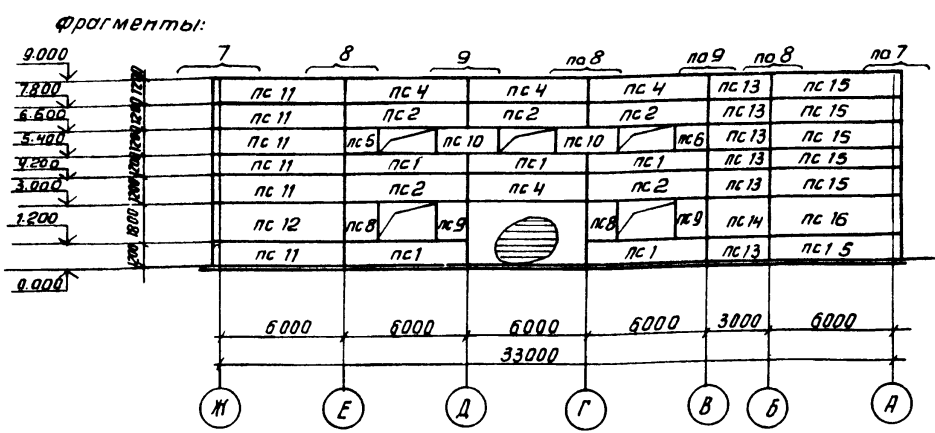 Фрагменты:
9.000
7.800
6.600
5.400
4.200
3.000
1.200
0.000
1200 1200 1200 1200 1200 1800 1200
7 8 9 па 8 па 9 па 8 па 7
пс 11 пс 4 пс 4 пс 4 пс 13 пс 15
пс 11 пс 2 пс 2 пс 2 пс 13 пс 15
пс 11 пс 5 пс 10 пс 10 пс 6 пс 13 пс 15
пс 11 пс 1 пс 1 пс 1 пс 13 пс 15
пс 11 пс 2 пс 4 пс 2 пс 13 пс 15
пс 12 пс 8 пс 9 пс 8 пс 9 пс 14 пс 16
пс 11 пс 1 пс 1 пс 13 пс 15
6000 6000 6000 6000 3000 6000
33000
Ж Е Д Г В Б А